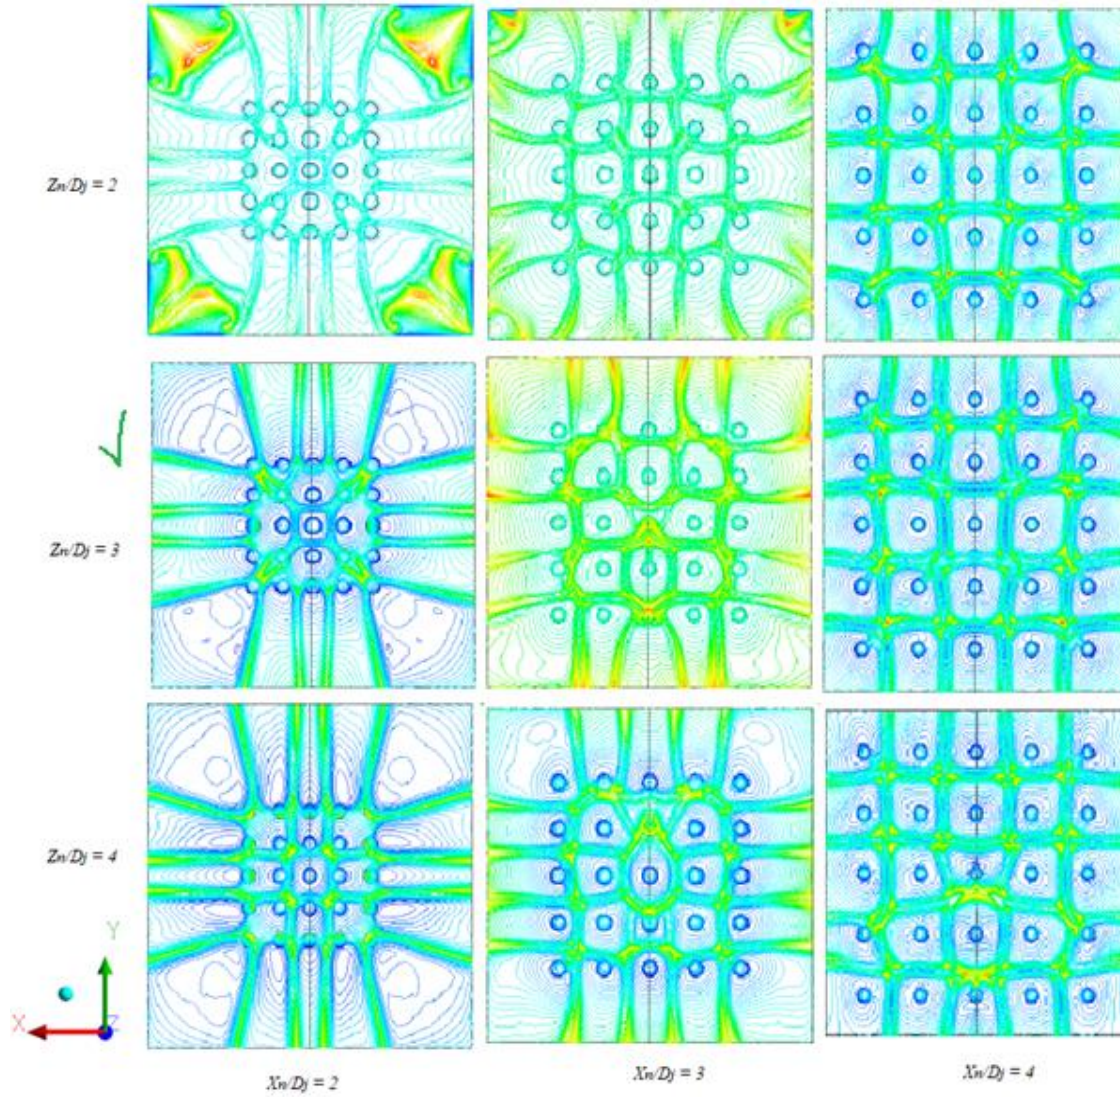 Zn/Dj = 2
Zn/Dj = 3
Zn/Dj = 4
Y
X
Z
Xn/Dj = 2
Xn/Dj = 3
Xn/Dj = 4